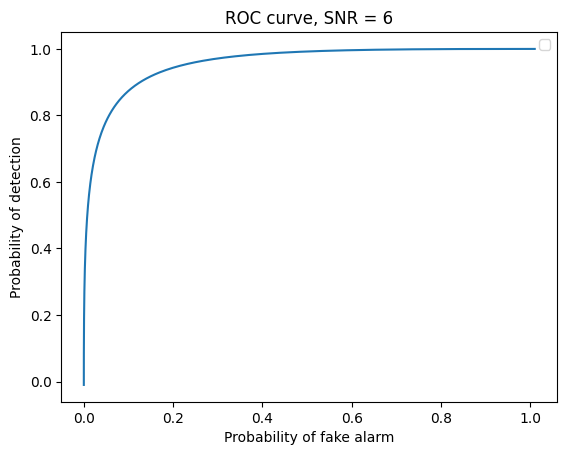 ROC curve, SNR = 6
1.0
0.8
0.6
0.4
0.2
0.0
Probability of detection
0.0 0.2 0.4 0.6 0.8 1.0
Probability of fake alarm